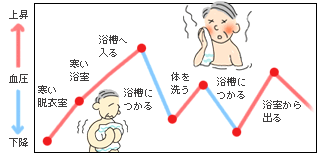 上昇
血圧
下降
寒い
脱衣室
寒い
浴室
浴槽へ
入る
浴槽に
つかる
体を
洗う
浴槽に
つかる
浴室から
出る